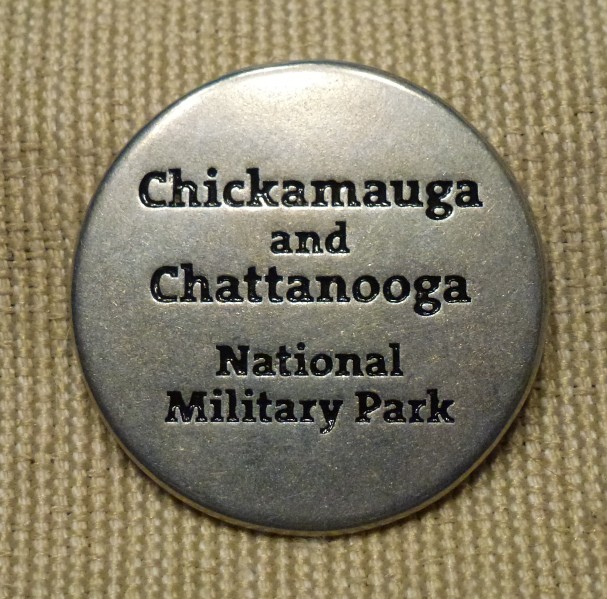 Chickamauga
and
Chattanooga
National
Military Park